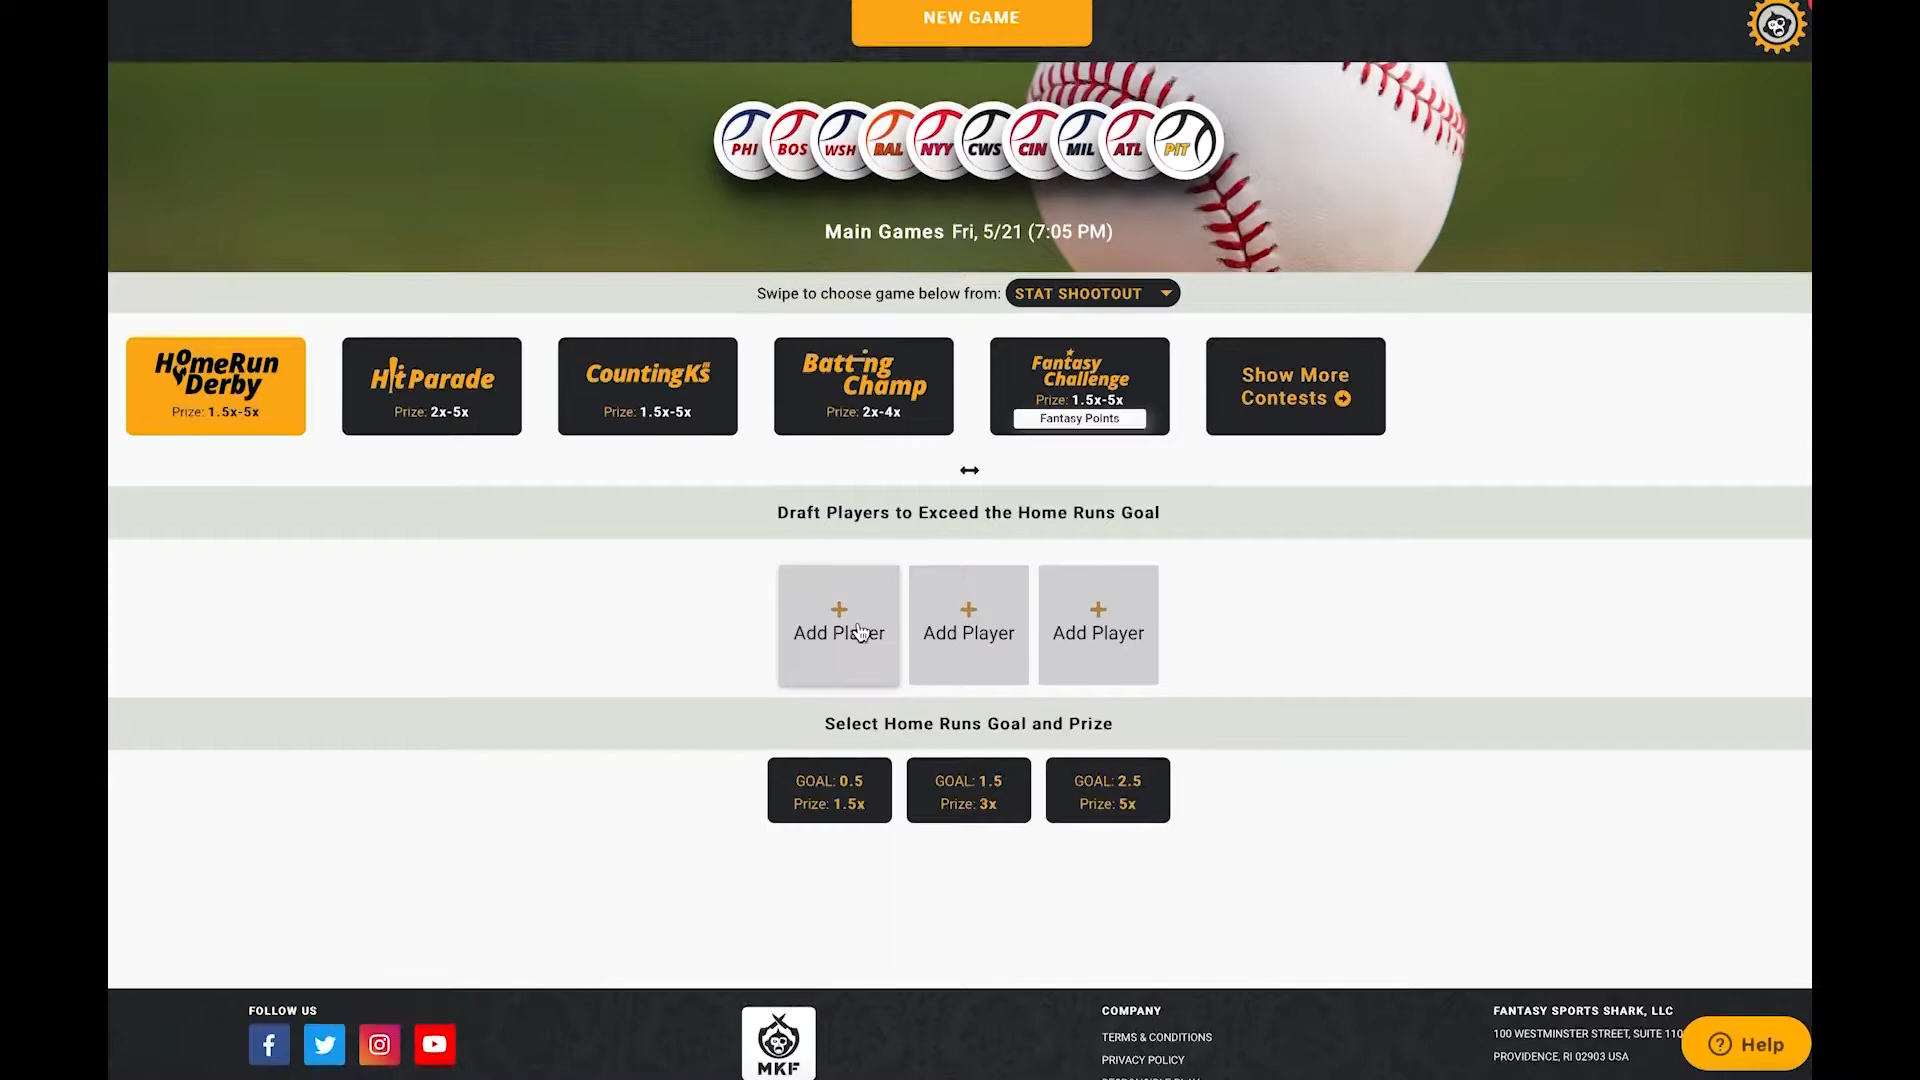 NEW GAME
PHI BOS WSH BAL NYY CWS CIN MIL ATL PIT
Main Games Fri, 5/21 (7:05 PM)
Swipe to choose game below from: STAT SHOOTOUT
HomeRun Derby
Prize: 1.5x-5x
Hit Parade
Prize: 2x-5x
CountingKs
Prize: 1.5x-5x
Batting Champ
Prize: 2x-4x
Fantasy Challenge
Prize: 1.5x-5x
Fantasy Points
Show More
Contests
Draft Players to Exceed the Home Runs Goal
+ + +
Add Player Add Player Add Player
Select Home Runs Goal and Prize
GOAL: 0.5
Prize: 1.5x
GOAL: 1.5
Prize: 3x
GOAL: 2.5
Prize: 5x
FOLLOW US
MKF
COMPANY
TERMS & CONDITIONS
PRIVACY POLICY
FANTASY SPORTS SHARK, LLC
100 WESTMINSTER STREET, SUITE
PROVIDENCE, RI 02903 USA
? Help